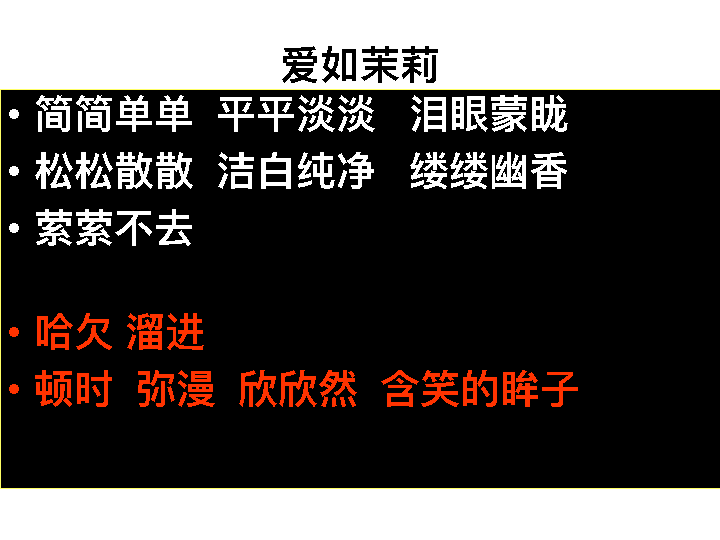 爱如茉莉
• 简简单单 平平淡淡 泪眼蒙眬
• 松松散散 洁白纯净 缕缕幽香
• 萦萦不去
• 哈欠 溜进
• 顿时 弥漫 欣欣然 含笑的眸子